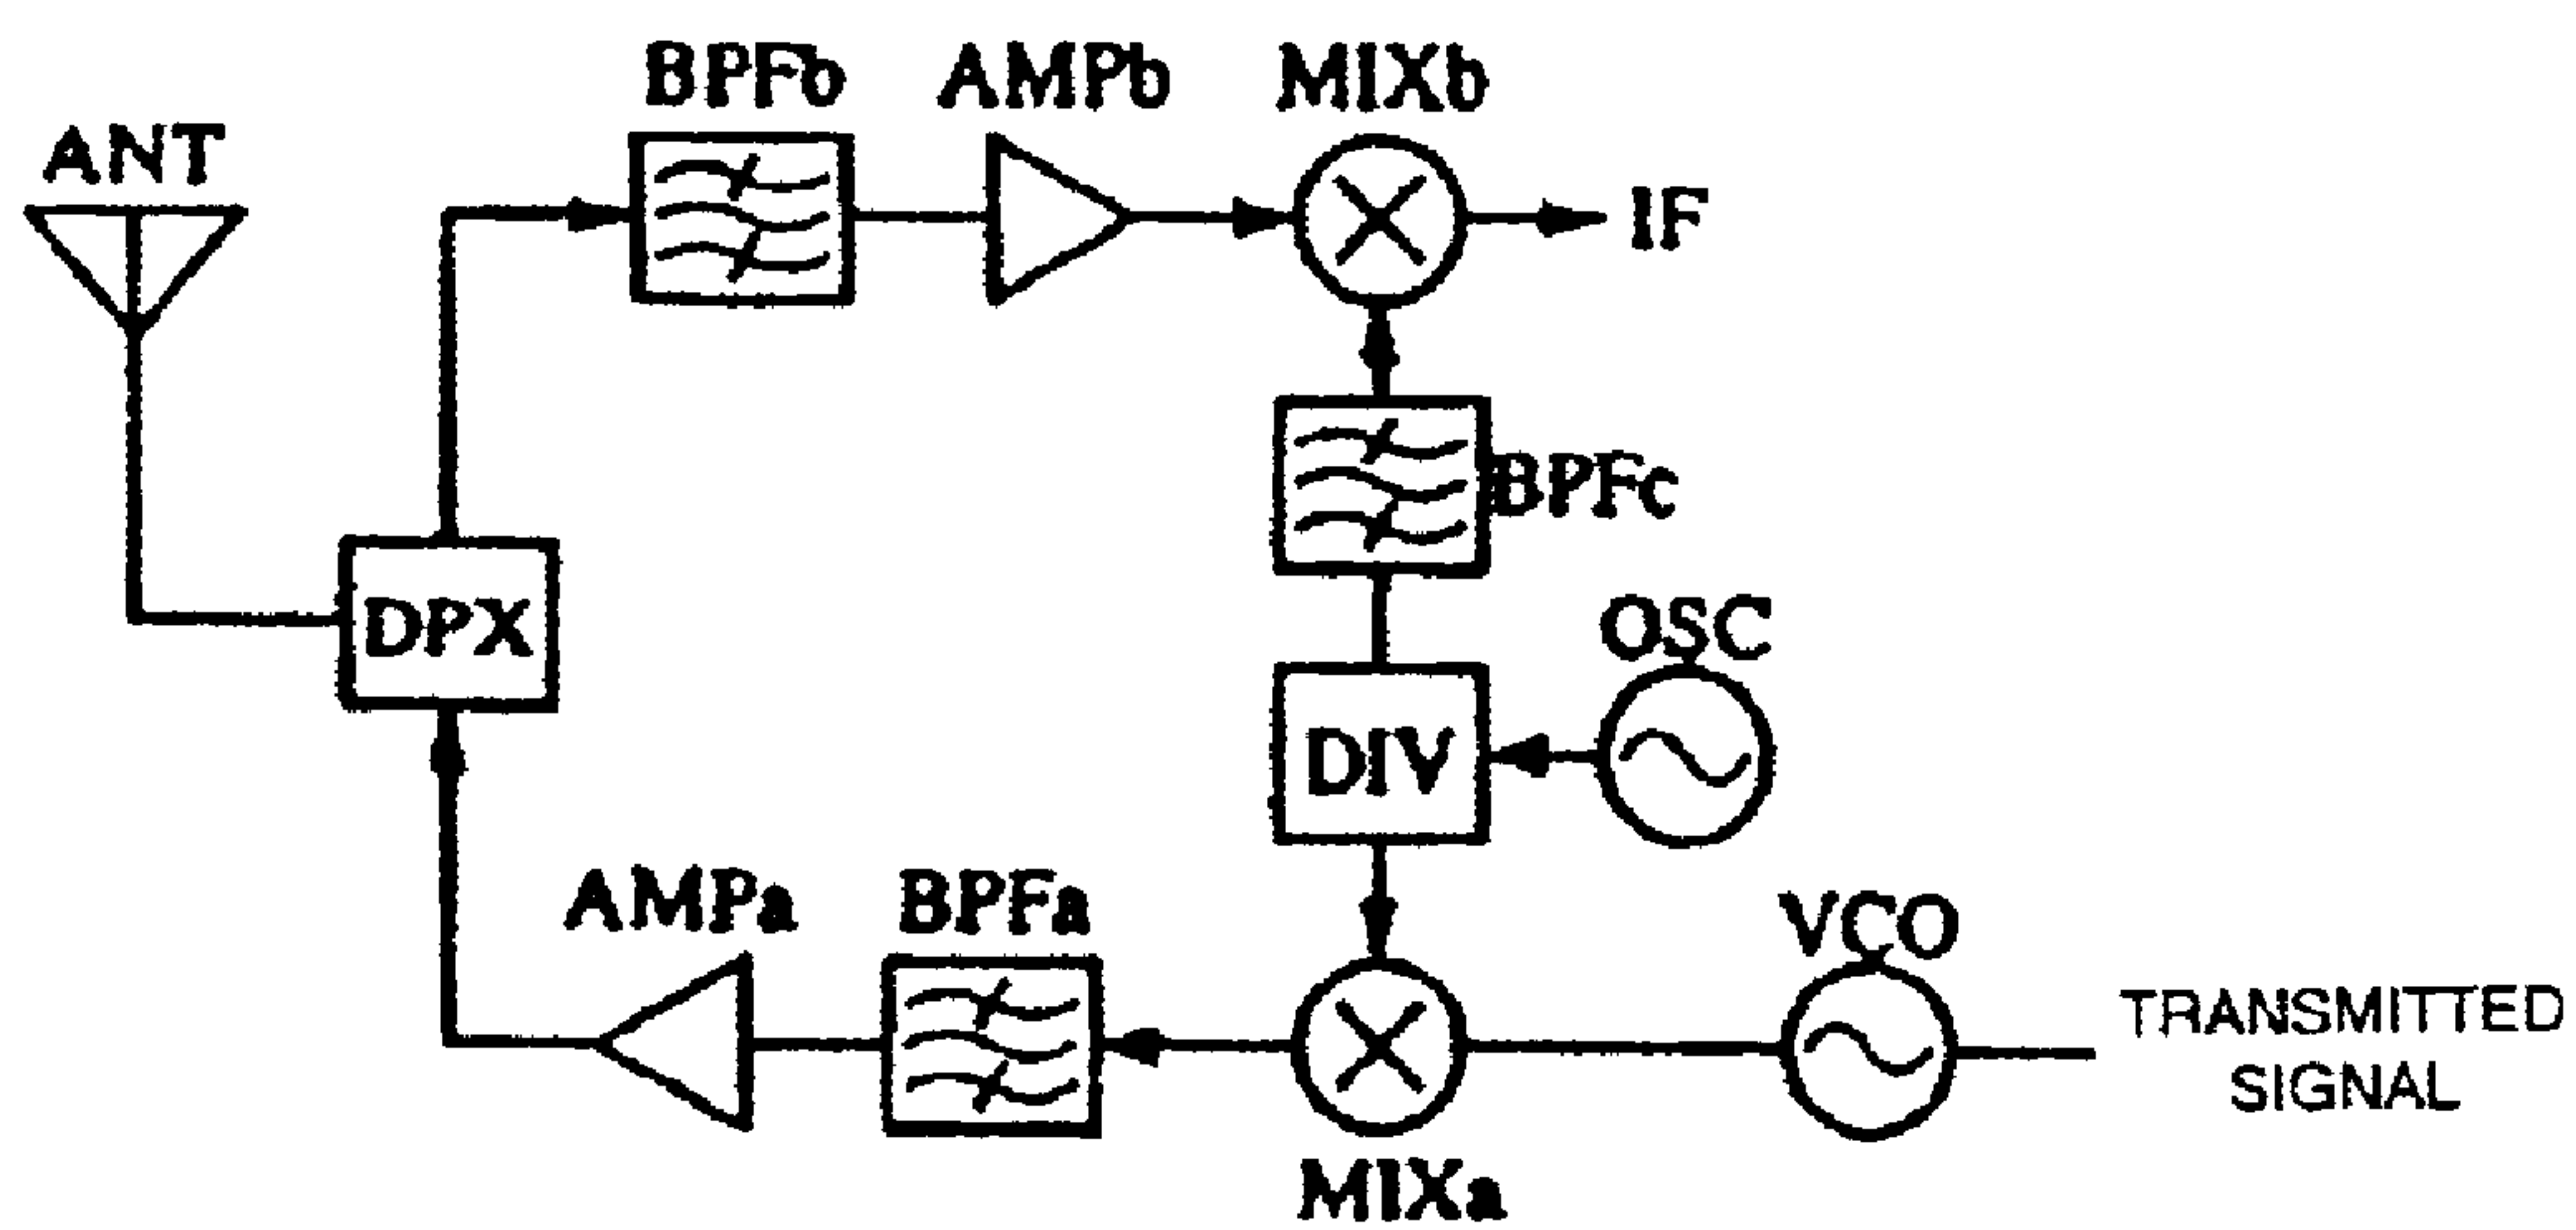 BPFb
AMPb
MIXb
ANT
IF
BPFc
DPX
OSC
DIV
AMPa
BPFa
VCO
TRANSMITTED
SIGNAL
MIXa